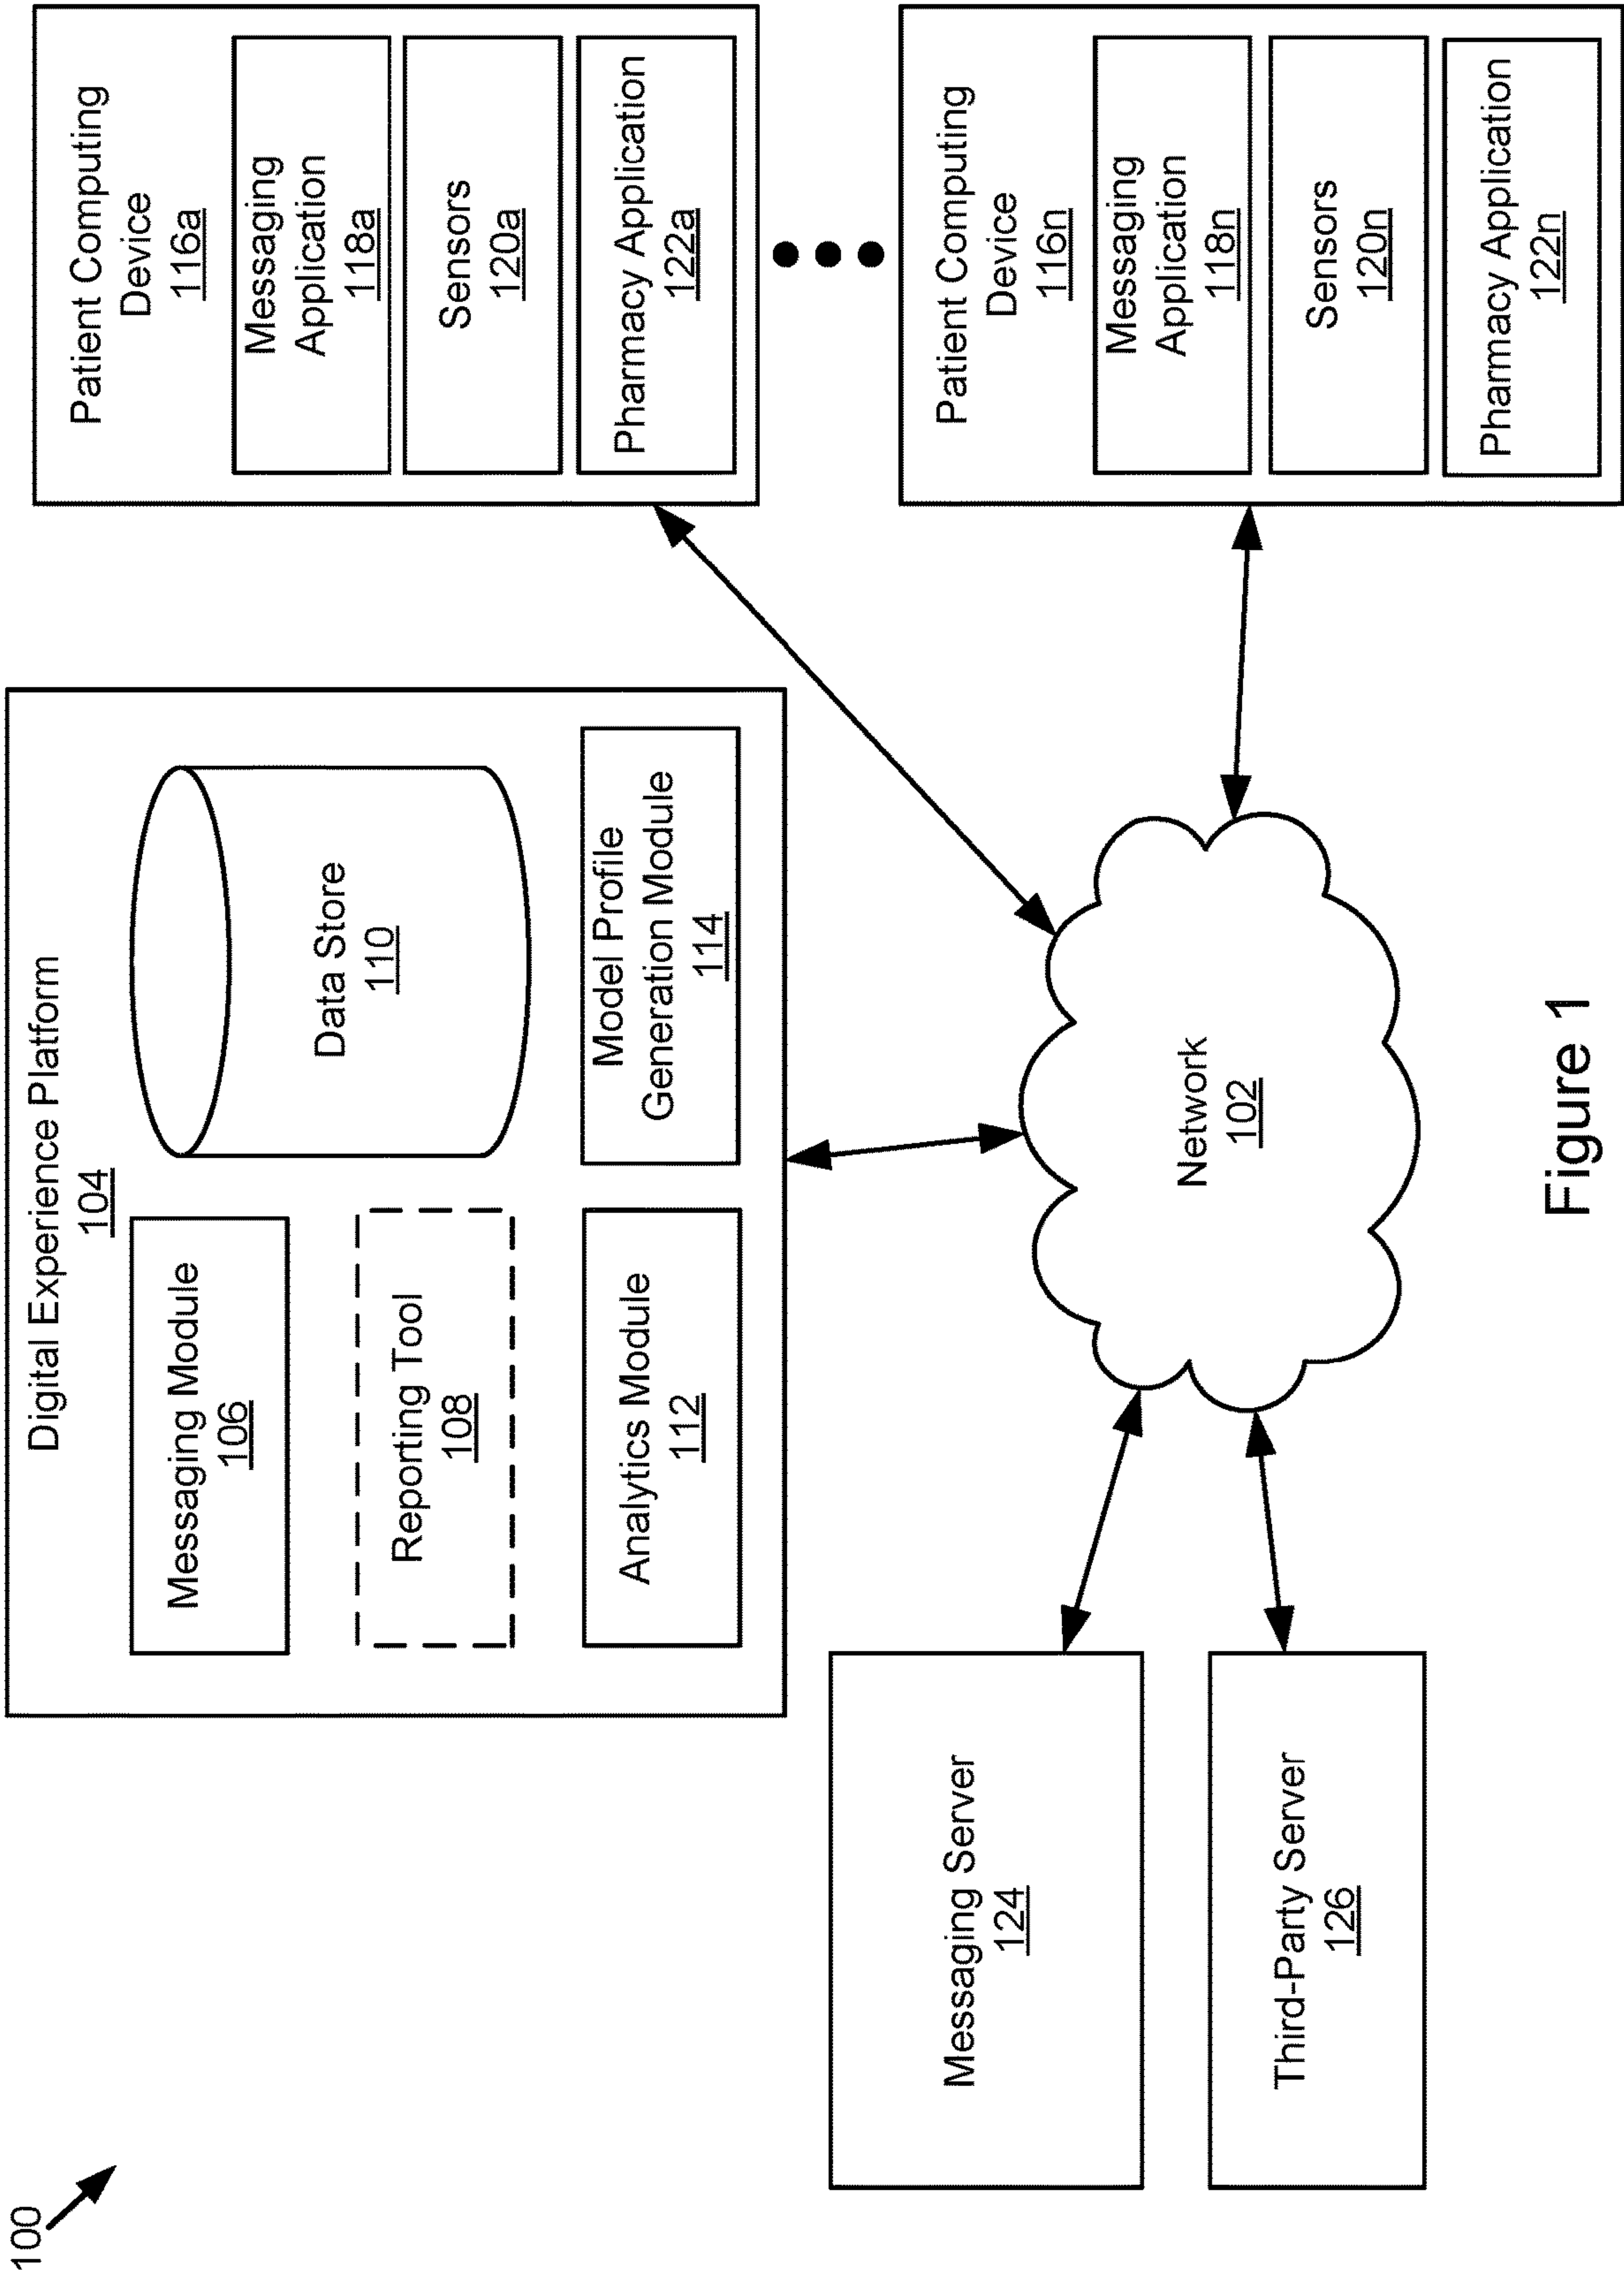 100
Digital Experience Platform
104
Messaging Module
106
Reporting Tool
108
Data Store
110
Analytics Module
112
Model Profile
Generation Module
114
Patient Computing
Device
116a
Messaging
Application
118a
Sensors
120a
Pharmacy Application
122a
Messaging Server
124
Third-Party Server
126
Network
102
Patient Computing
Device
116n
Messaging
Application
118n
Sensors
120n
Pharmacy Application
122n
Figure 1